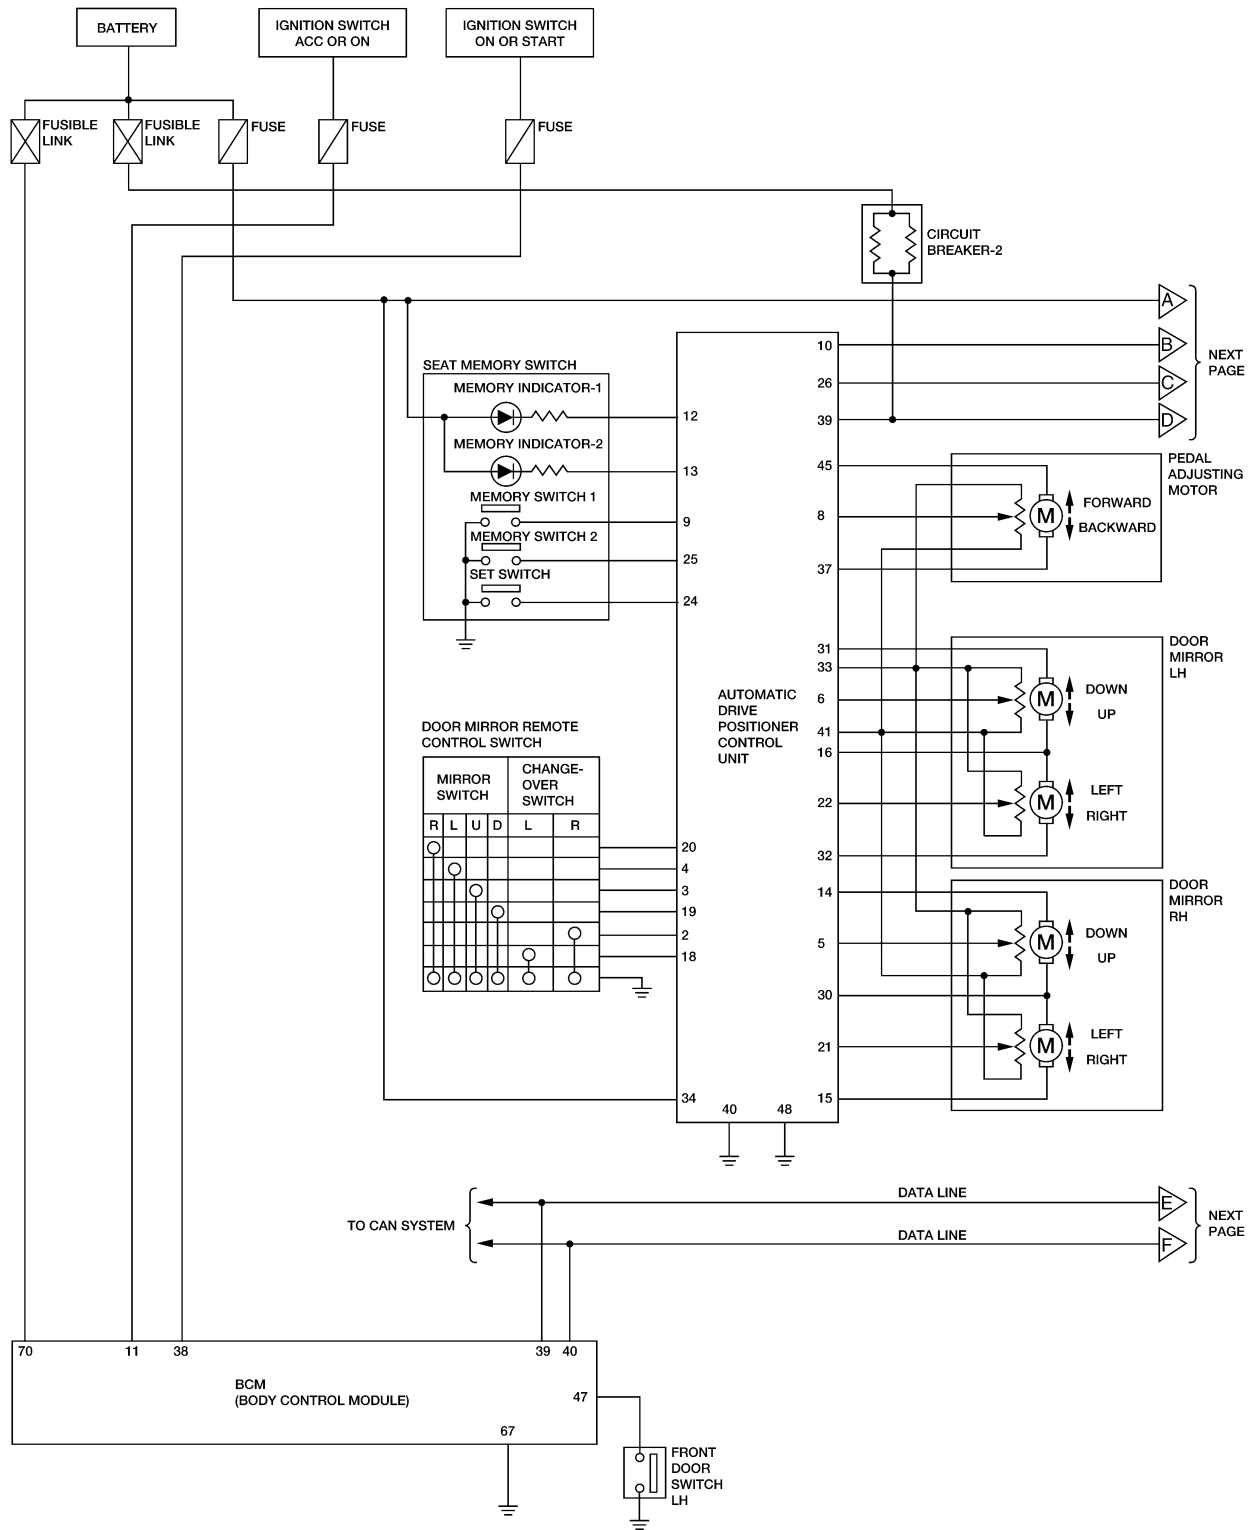 BATTERY
IGNITION SWITCH
ACC OR ON
IGNITION SWITCH
ON OR START
FUSIBLE
LINK
FUSIBLE
LINK
FUSE
FUSE
FUSE
CIRCUIT
BREAKER-2
A
B
C
D
NEXT
PAGE
SEAT MEMORY SWITCH
MEMORY INDICATOR-1
MEMORY INDICATOR-2
MEMORY SWITCH 1
MEMORY SWITCH 2
SET SWITCH
12
13
9
25
24
10
26
39
45
8
37
PEDAL
ADJUSTING
MOTOR
M
FORWARD
BACKWARD
31
33
6
41
16
22
32
DOOR
MIRROR
LH
M
DOWN
UP
M
LEFT
RIGHT
AUTOMATIC
DRIVE
POSITIONER
CONTROL
UNIT
DOOR MIRROR REMOTE
CONTROL SWITCH
MIRROR
SWITCH
CHANGE-
OVER
SWITCH
R L U D L R
20
4
3
19
2
18
34
40 48
14
5
30
21
15
DOOR
MIRROR
RH
M
DOWN
UP
M
LEFT
RIGHT
TO CAN SYSTEM
DATA LINE
DATA LINE
E
F
NEXT
PAGE
70 11 38 39 40
BCM
(BODY CONTROL MODULE)
47
67
FRONT
DOOR
SWITCH
LH